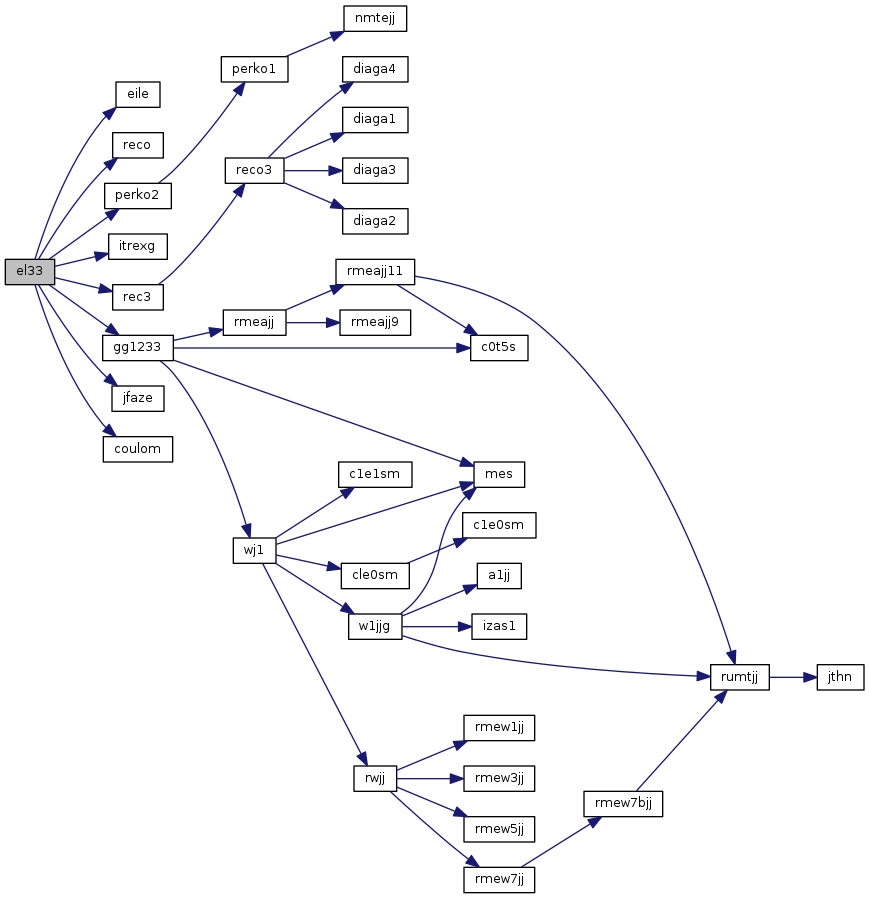 nmtejj
perko1
diaga4
eile
diaga1
reco
reco3
diaga3
perko2
diaga2
itrexg
el33
rmeajj11
rec3
rmeajj
rmeajj9
gg1233
c0t5s
jfaze
coulom
c1e1sm
mes
c1e0sm
wj1
cle0sm
a1jj
w1jjg
izas1
rumtjj
jthn
rmew1jj
rwjj
rmew3jj
rmew7bjj
rmew5jj
rmew7jj